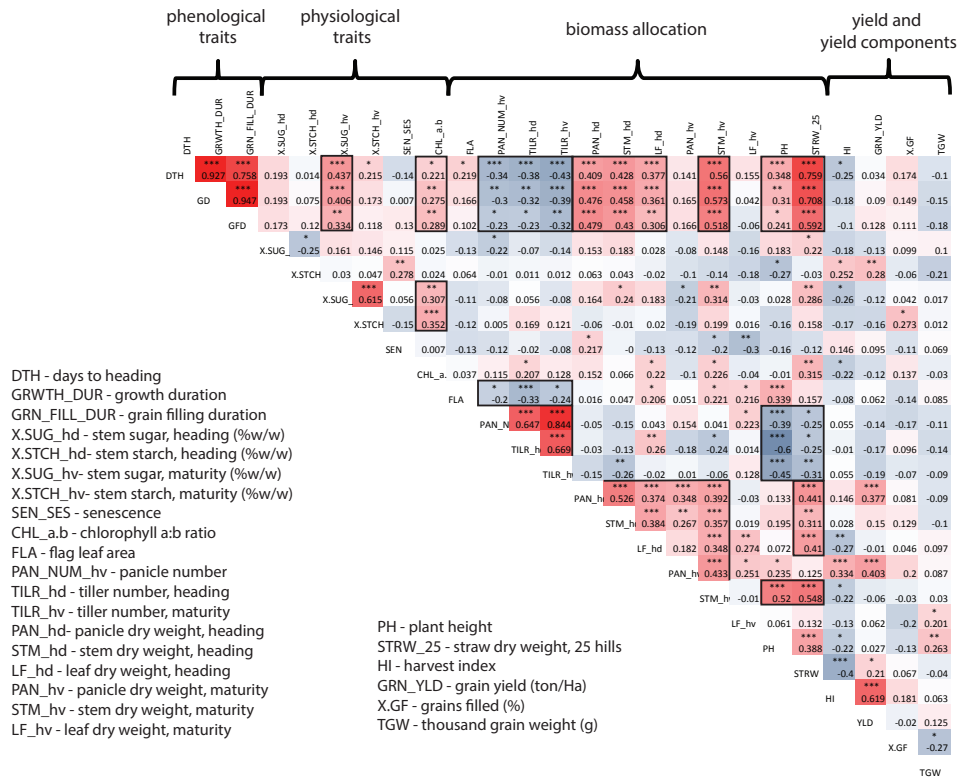 phenological traits
physiological traits
biomass allocation
yield and yield components
DTH GRWTH_DUR GRN_FILL_DUR X.SUG_hd X.STCH_hd X.SUG_hv X.STCH_hv SEN_SES CHL_a.b FLA PAN_NUM_hv TILR_hd TILR_hv PAN_hd STM_hd LF_hd PAN_hv STM_hv LF_hv PH STRW_25 HI GRN_YLD X.GF TGW
*** *** *** * * * *** *** *** *** *** *** *** *** *** *
DTH 0.927 0.758 0.193 0.014 0.437 0.215 -0.14 0.221 0.219 -0.34 -0.38 -0.43 0.409 0.428 0.377 0.141 0.56 0.155 0.348 0.759 -0.25 0.034 0.174 -0.1
*** *** ** ** *** *** *** *** *** *** ** ***
GD 0.947 0.193 0.075 0.406 0.173 0.007 0.275 0.166 -0.3 -0.32 -0.39 0.476 0.458 0.361 0.165 0.573 0.042 0.31 0.708 -0.18 0.09 0.149 -0.15
** ** * * ** *** *** ** *** * ***
GFD 0.173 0.12 0.334 0.118 0.13 0.289 0.102 -0.23 -0.23 -0.32 0.479 0.43 0.306 0.166 0.518 -0.06 0.241 0.592 -0.1 0.128 0.111 -0.18
* * *
X.SUG_ -0.25 0.161 0.146 0.115 0.025 -0.13 -0.22 -0.07 -0.14 0.153 0.183 0.028 -0.08 0.148 -0.16 0.183 0.22 -0.18 -0.13 0.099 0.1
** * * **
X.STCH 0.03 0.047 0.278 0.024 0.064 -0.01 0.011 0.012 0.063 0.043 -0.02 -0.1 -0.14 -0.18 -0.27 -0.03 0.252 0.28 -0.06 -0.21
*** ** * * ** ** *
X.SUG_ 0.615 0.056 0.307 -0.11 -0.08 0.056 -0.08 0.164 0.24 0.183 -0.21 0.314 -0.03 0.028 0.286 -0.26 -0.12 0.042 0.017
*** *
X.STCH -0.15 0.352 -0.12 0.005 0.169 0.121 -0.06 -0.01 0.02 -0.19 0.199 0.016 -0.16 0.158 -0.17 -0.16 0.273 0.012
* * **
SEN 0.007 -0.13 -0.12 -0.02 -0.08 0.217 -0 -0.13 -0.12 -0.2 -0.3 -0.16 -0.12 0.146 0.095 -0.11 0.069
* * * ** *
CHL_a. 0.037 0.115 0.207 0.128 0.152 0.066 0.22 -0.1 0.226 -0.04 -0.01 0.315 -0.24 -0.12 0.137 -0.03
* *** * * * * ***
FLA -0.2 -0.33 -0.24 0.016 0.047 0.206 0.051 0.221 0.216 0.339 0.157 0.01 0.085 -0.14 0.085
*** *** * *** *
PAN_N 0.647 0.844 -0.05 -0.15 0.043 0.154 0.041 0.223 -0.39 -0.25 0.055 -0.14 -0.17 -0.11
*** ** * *** *
TILR_h 0.669 -0.03 -0.13 0.26 -0.18 -0.24 0.014 -0.6 -0.25 -0.01 -0.17 0.096 -0.14
* *** **
TILR_h -0.15 -0.26 -0.02 0.01 -0.06 0.128 -0.45 -0.31 0.055 -0.19 -0.07 -0.09
*** *** *** *** *** ***
PAN_h 0.526 0.374 0.348 0.392 -0.03 0.133 0.441 0.146 0.377 0.081 -0.09
*** ** *** **
STM_h 0.384 0.267 0.357 0.019 0.195 0.311 0.028 0.15 0.129 -0.1
*** ** *** **
LF_hd 0.182 0.348 0.274 0.072 0.41 -0.27 -0.01 0.046 0.097
*** * * *** ***
PAN_h 0.433 0.251 0.235 0.125 0.334 0.403 0.2 0.087
*** *** *
STM_h -0.01 0.52 0.548 -0.22 -0.06 -0.03 0.03
*
LF_hv 0.061 0.132 -0.13 0.062 -0.2 0.201
*** * **
PH 0.388 -0.22 0.027 -0.13 0.263
*** *
STRW -0.4 0.21 0.067 -0.04
***
HI 0.619 0.181 0.063
YLD -0.02 0.125
*
X.GF -0.27
TGW
DTH - days to heading
GRWTH_DUR - growth duration
GRN_FILL_DUR - grain filling duration
X.SUG_hd - stem sugar, heading (%w/w)
X.STCH_hd- stem starch, heading (%w/w)
X.SUG_hv- stem sugar, maturity (%w/w)
X.STCH_hv- stem starch, maturity (%w/w)
SEN_SES - senescence
CHL_a.b - chlorophyll a:b ratio
FLA - flag leaf area
PAN_NUM_hv - panicle number
TILR_hd - tiller number, heading
TILR_hv - tiller number, maturity
PAN_hd- panicle dry weight, heading
STM_hd - stem dry weight, heading
LF_hd - leaf dry weight, heading
PAN_hv - panicle dry weight, maturity
STM_hv - stem dry weight, maturity
LF_hv - leaf dry weight, maturity
PH - plant height
STRW_25 - straw dry weight, 25 hills
HI - harvest index
GRN_YLD - grain yield (ton/Ha)
X.GF - grains filled (%)
TGW - thousand grain weight (g)